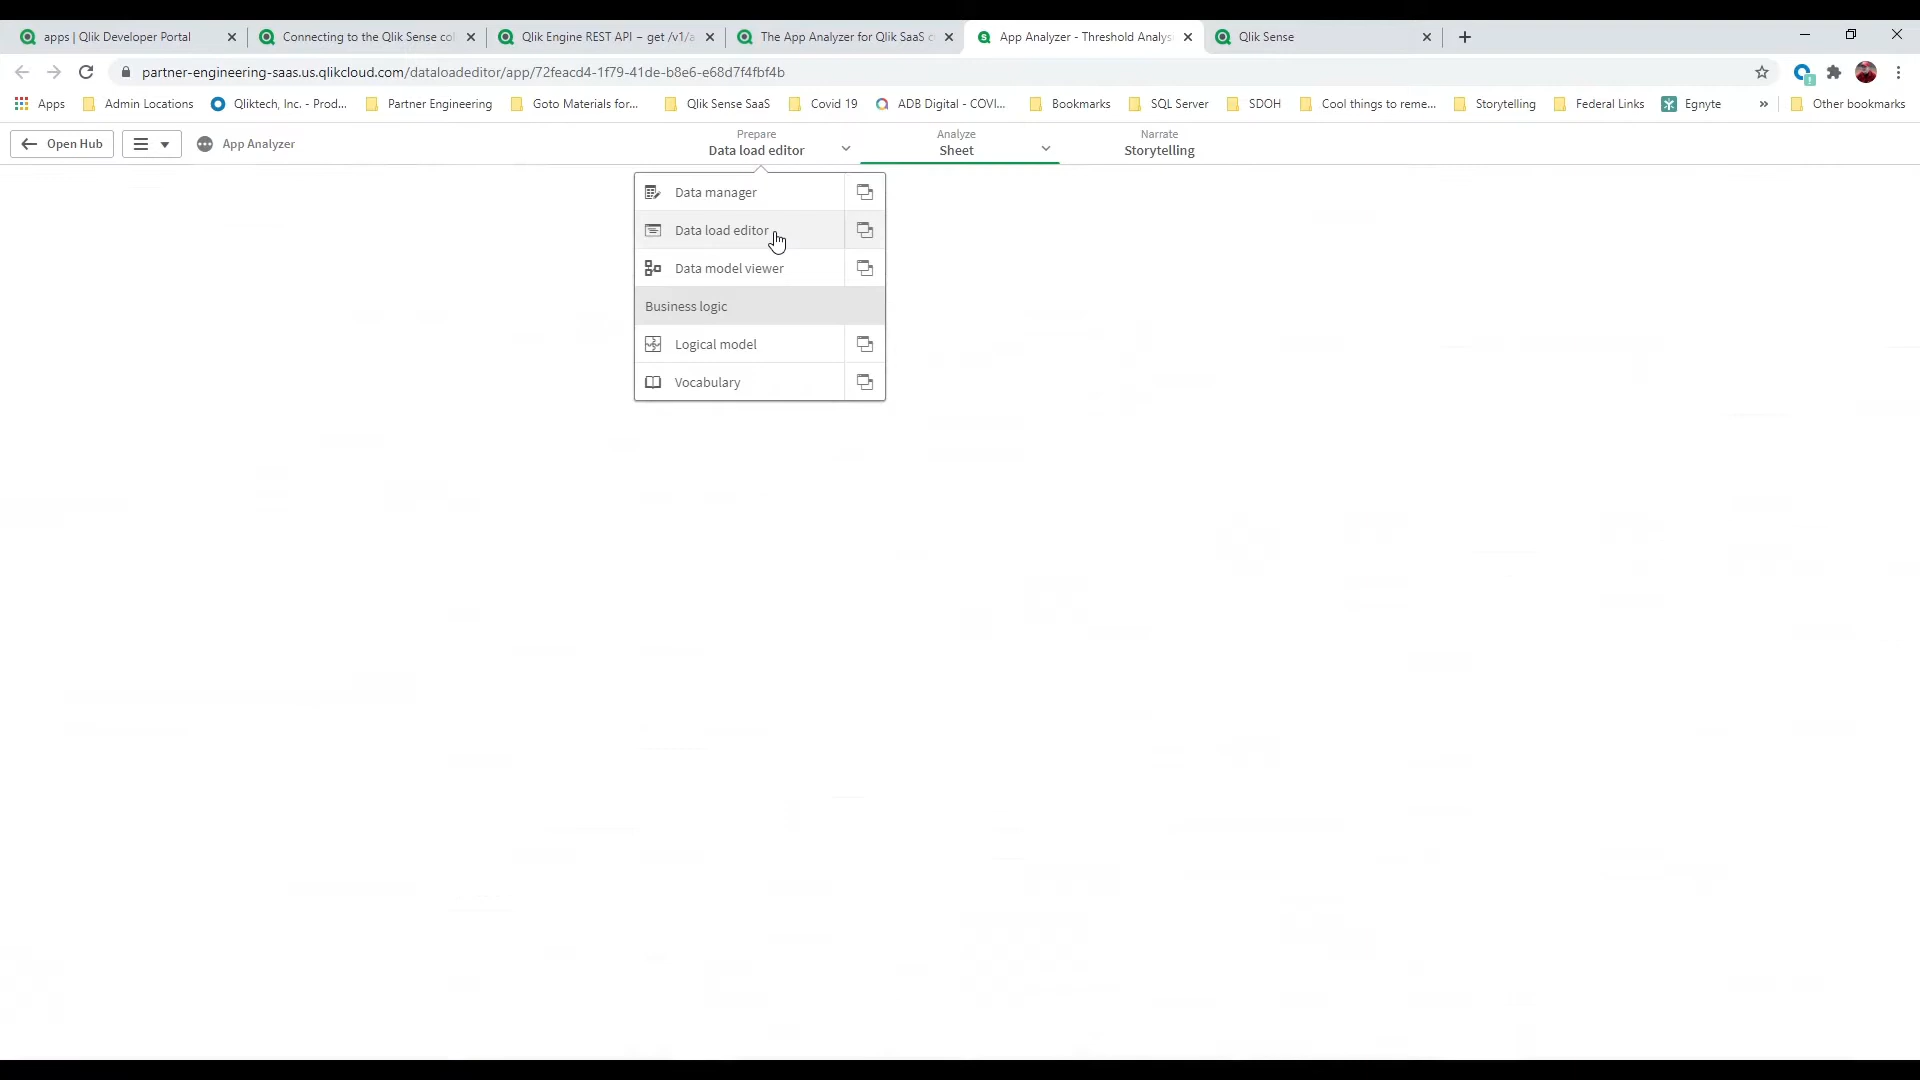 apps | Qlik Developer Portal
Connecting to the Qlik Sense co
Qlik Engine REST API – get /v1/a
The App Analyzer for Qlik SaaS c
App Analyzer - Threshold Analys
Qlik Sense
partner-engineering-saas.us.qlikcloud.com/dataloadeditor/app/72feacd4-1f79-41de-b8e6-e68d7f4fbf4b
Apps
Admin Locations
Qliktech, Inc. - Prod...
Partner Engineering
Goto Materials for...
Qlik Sense SaaS
Covid 19
ADB Digital - COVI...
Bookmarks
SQL Server
SDOH
Cool things to reme...
Storytelling
Federal Links
Egnyte
»
Other bookmarks
Open Hub
App Analyzer
Prepare
Data load editor
Analyze
Sheet
Narrate
Storytelling
Data manager
Data load editor
Data model viewer
Business logic
Logical model
Vocabulary